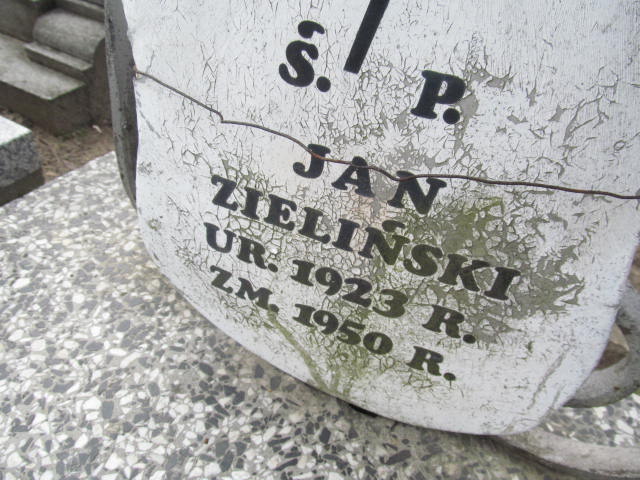 Ś. P.
JAN
ZIELIŃSKI
UR. 1923 R.
ZM. 1950 R.